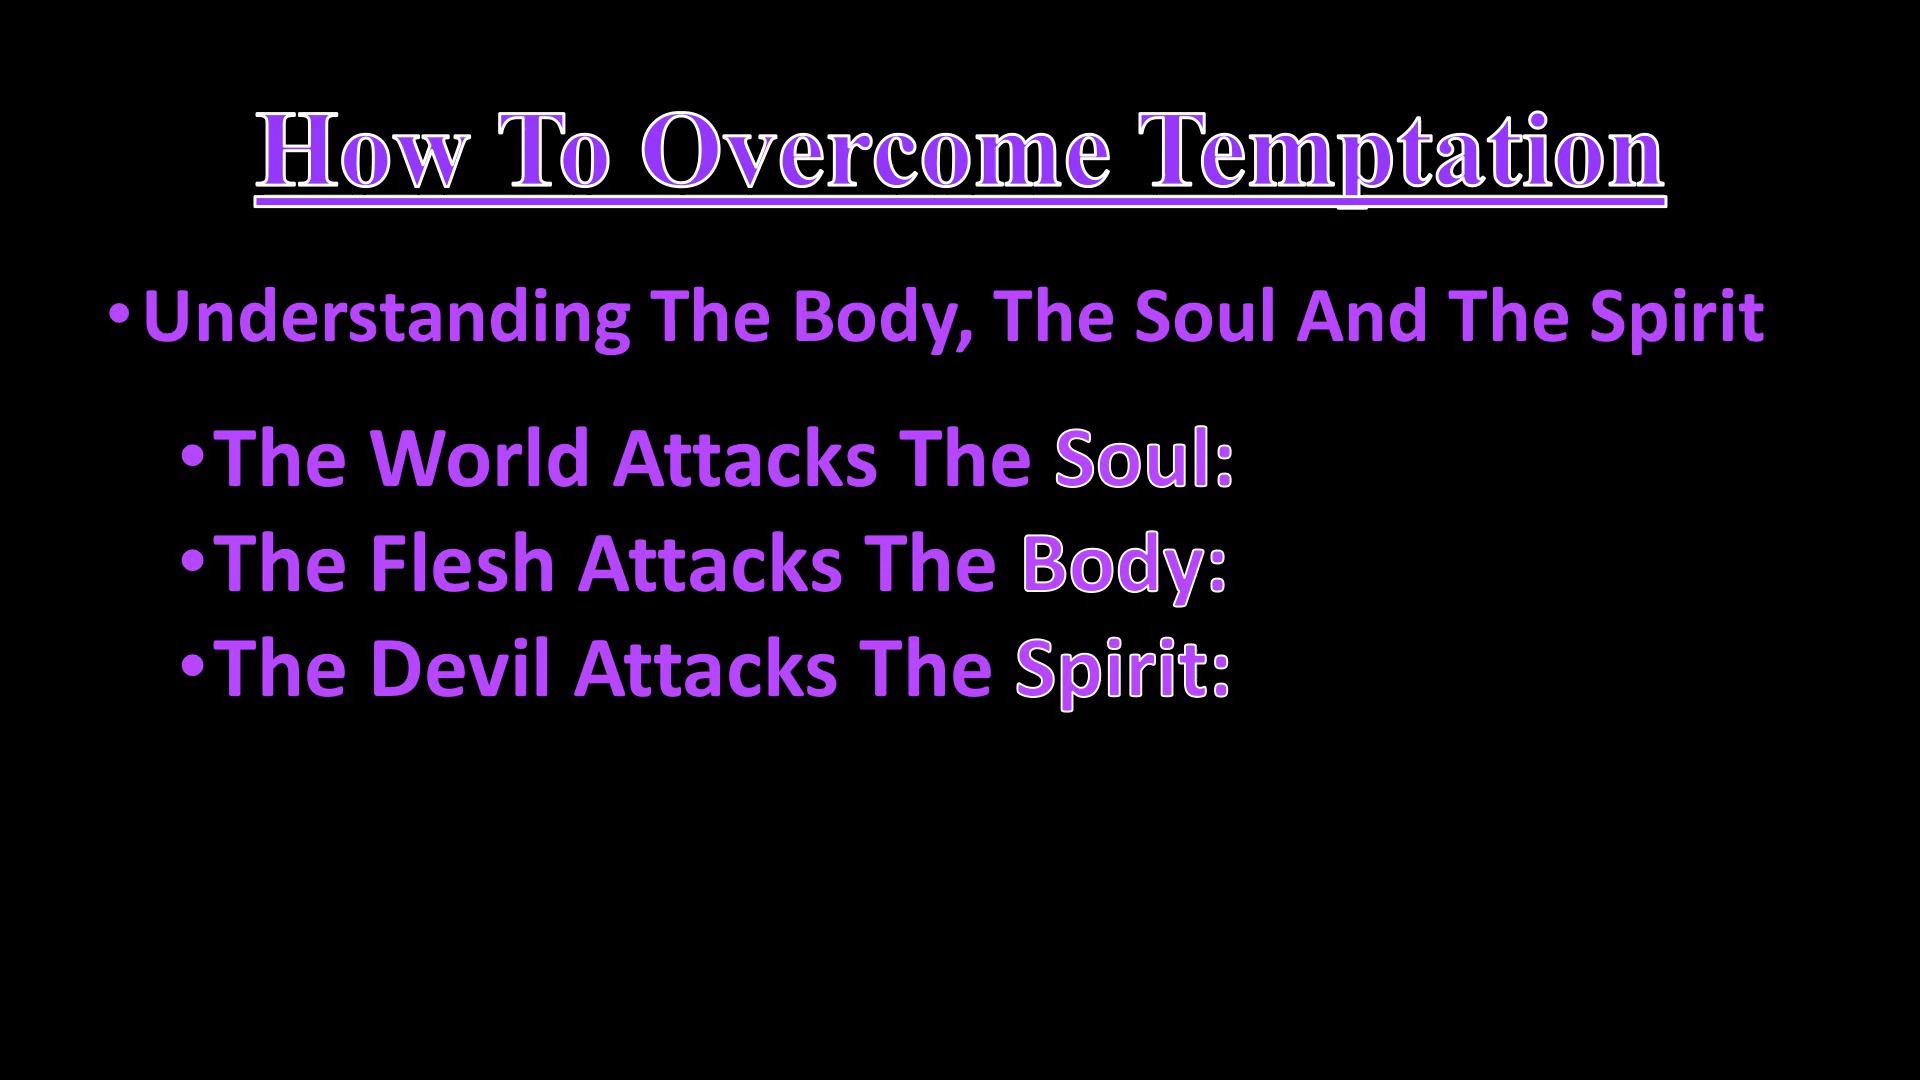 How To Overcome Temptation
•Understanding The Body, The Soul And The Spirit
•The World Attacks The Soul:
•The Flesh Attacks The Body:
•The Devil Attacks The Spirit: